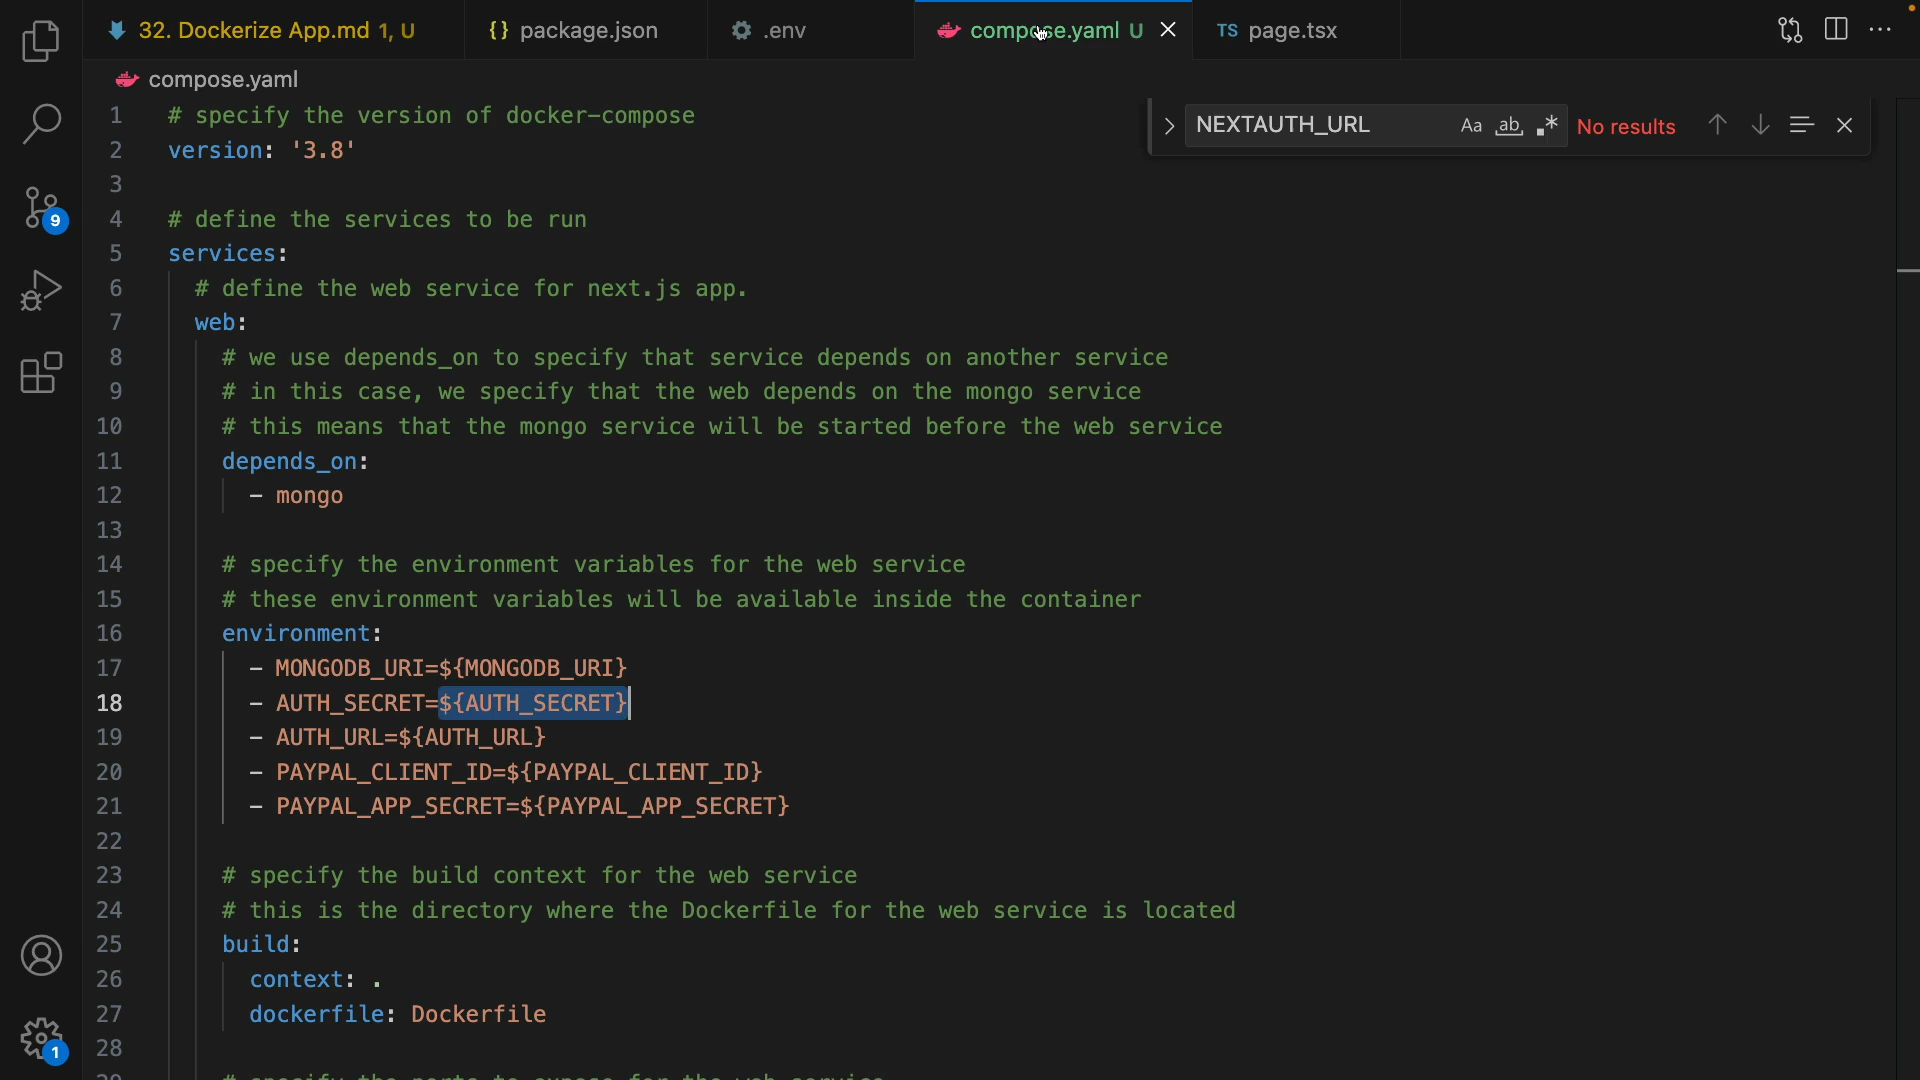 32. Dockerize App.md 1, U
{} package.json
.env
compose.yaml U
TS page.tsx
compose.yaml
NEXTAUTH_URL
Aa
ab
.*
No results
1 # specify the version of docker-compose
2 version: '3.8'
3
4 # define the services to be run
5 services:
6 # define the web service for next.js app.
7 web:
8 # we use depends_on to specify that service depends on another service
9 # in this case, we specify that the web depends on the mongo service
10 # this means that the mongo service will be started before the web service
11 depends_on:
12 - mongo
13
14 # specify the environment variables for the web service
15 # these environment variables will be available inside the container
16 environment:
17 - MONGODB_URI=${MONGODB_URI}
18 - AUTH_SECRET=${AUTH_SECRET}
19 - AUTH_URL=${AUTH_URL}
20 - PAYPAL_CLIENT_ID=${PAYPAL_CLIENT_ID}
21 - PAYPAL_APP_SECRET=${PAYPAL_APP_SECRET}
22
23 # specify the build context for the web service
24 # this is the directory where the Dockerfile for the web service is located
25 build:
26 context: .
27 dockerfile: Dockerfile
28
9
1